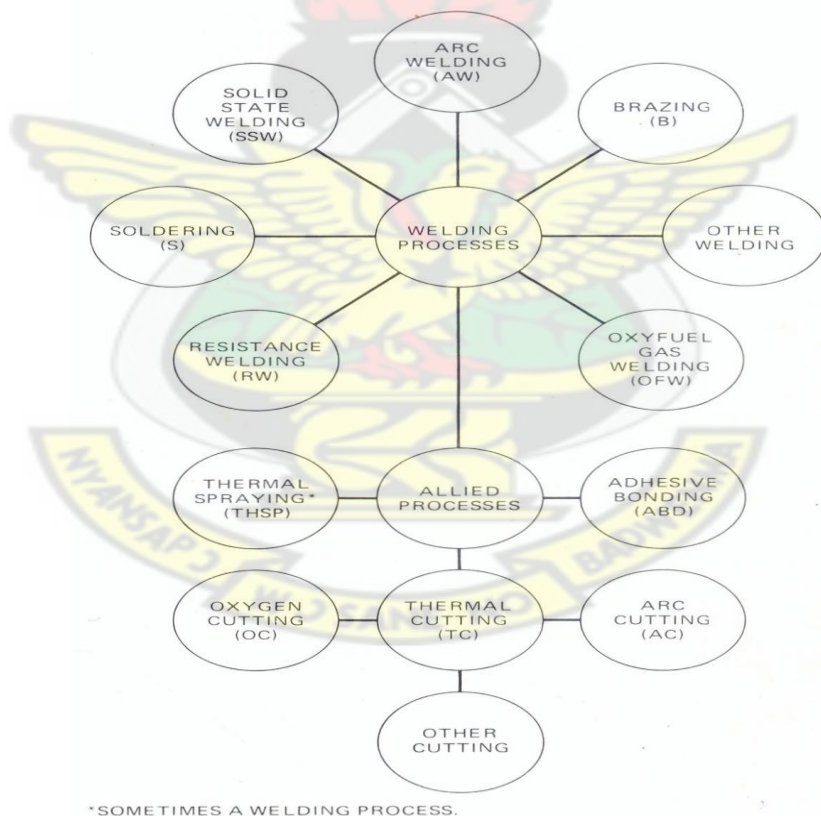 ARC
WELDING
(AW)
SOLID
STATE
WELDING
(SSW)
BRAZING
(B)
SOLDERING
(S)
WELDING
PROCESSES
OTHER
WELDING
RESISTANCE
WELDING
(RW)
OXYFUEL
GAS
WELDING
(OFW)
THERMAL
SPRAYING*
(THSP)
ALLIED
PROCESSES
ADHESIVE
BONDING
(ABD)
OXYGEN
CUTTING
(OC)
THERMAL
CUTTING
(TC)
ARC
CUTTING
(AC)
OTHER
CUTTING
*SOMETIMES A WELDING PROCESS.
NYANSAPƆ